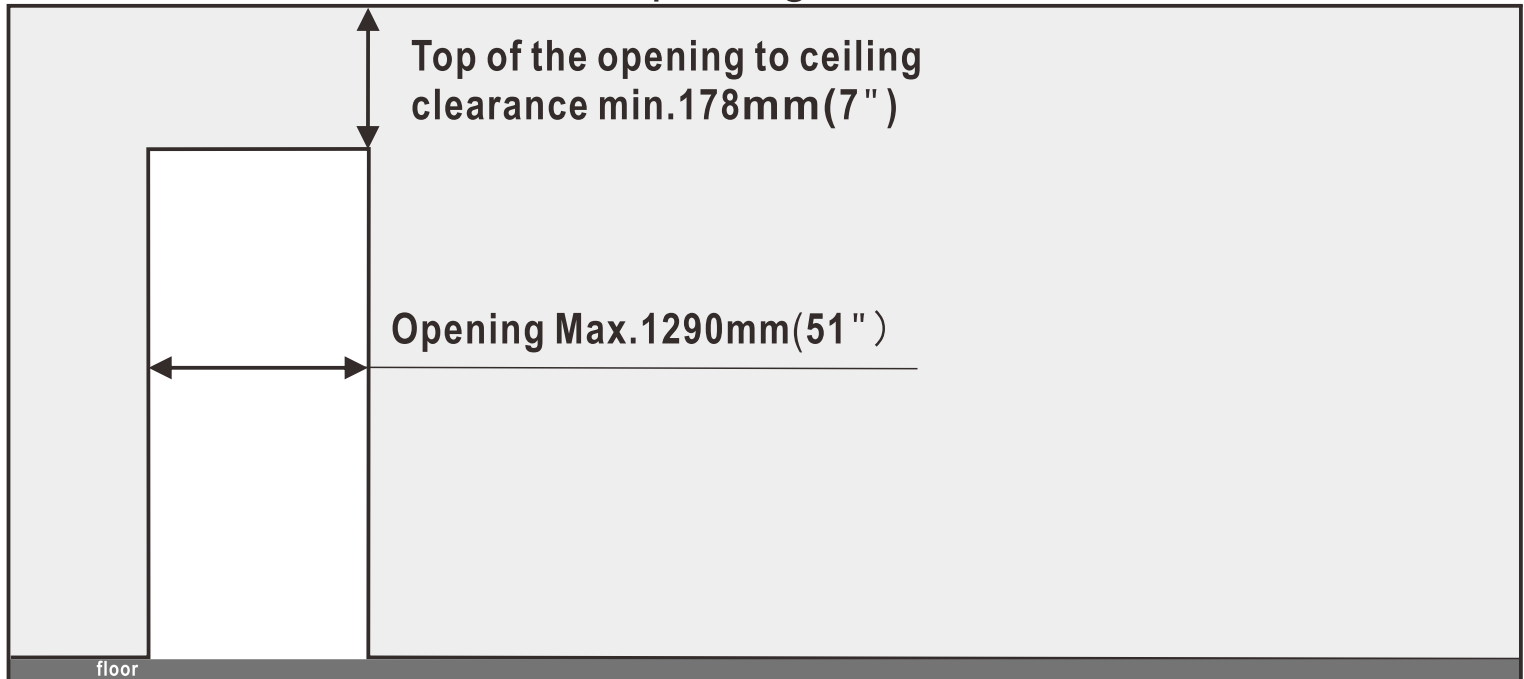 Top of the opening to ceiling
clearance min.178mm(7")
Opening Max.1290mm(51"）
floor